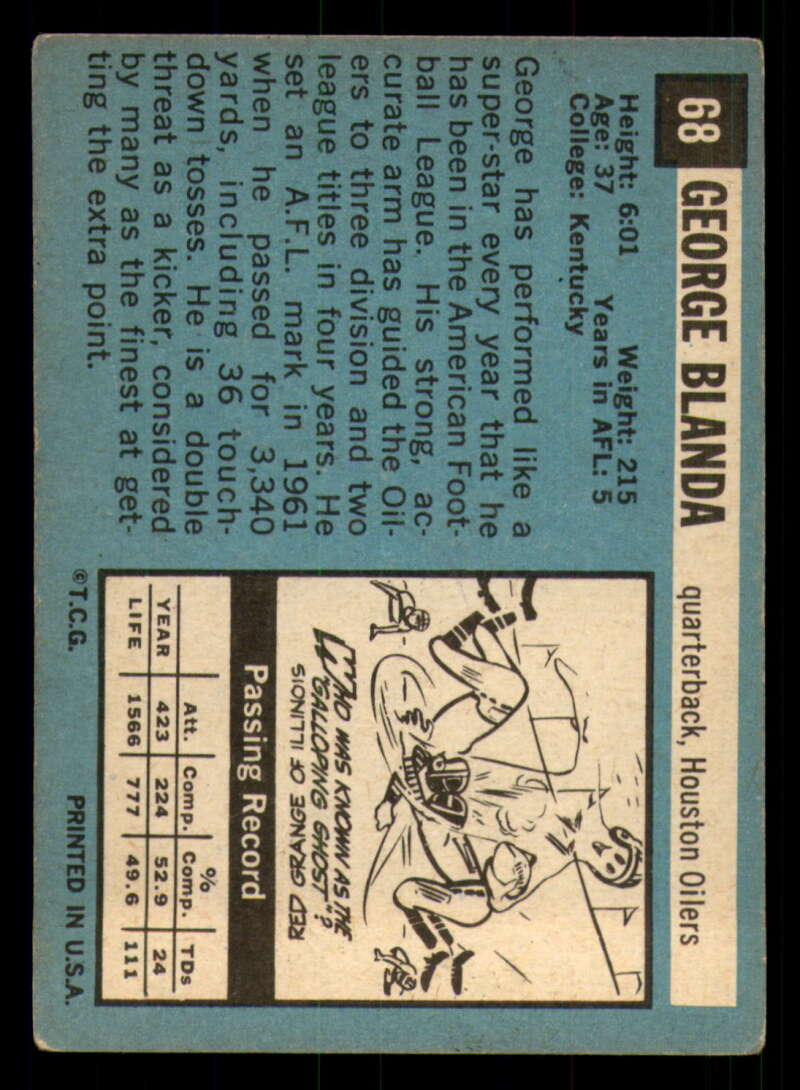 68 GEORGE BLANDA quarterback, Houston Oilers
Height: 6:01 Weight: 215
Age: 37 Years in AFL: 5
College: Kentucky
George has performed like a
super-star every year that he
has been in the American Foot-
ball League. His strong, ac-
curate arm has guided the Oil-
ers to three division and two
league titles in four years. He
set an A.F.L. mark in 1961
when he passed for 3,340
yards, including 36 touch-
down tosses. He is a double
threat as a kicker, considered
by many as the finest at get-
ting the extra point.
WHO WAS KNOWN AS THE
"GALLOPING GHOST"?
RED GRANGE OF ILLINOIS
Passing Record
Att. Comp. % Comp. TDs
YEAR 423 224 52.9 24
LIFE 1566 777 49.6 111
©T.C.G. PRINTED IN U.S.A.